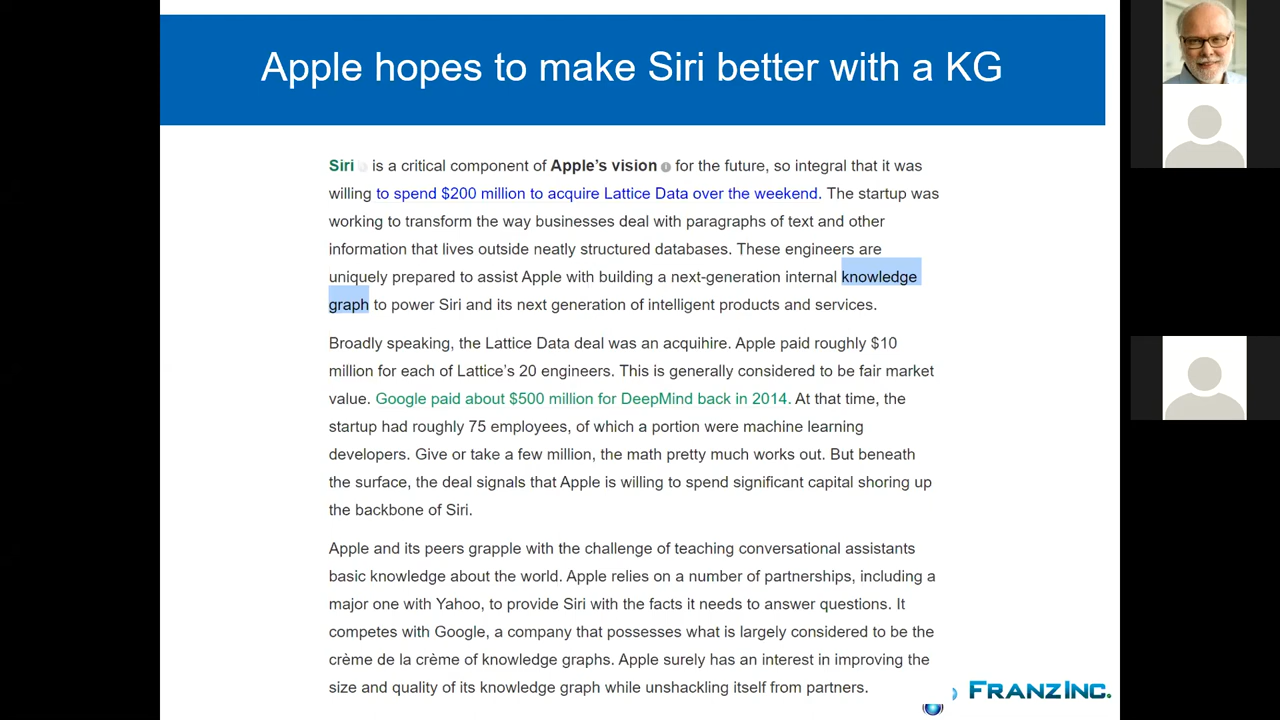 Apple hopes to make Siri better with a KG
Siri is a critical component of Apple’s vision for the future, so integral that it was
willing to spend $200 million to acquire Lattice Data over the weekend. The startup was
working to transform the way businesses deal with paragraphs of text and other
information that lives outside neatly structured databases. These engineers are
uniquely prepared to assist Apple with building a next-generation internal knowledge
graph to power Siri and its next generation of intelligent products and services.
Broadly speaking, the Lattice Data deal was an acquihire. Apple paid roughly $10
million for each of Lattice’s 20 engineers. This is generally considered to be fair market
value. Google paid about $500 million for DeepMind back in 2014. At that time, the
startup had roughly 75 employees, of which a portion were machine learning
developers. Give or take a few million, the math pretty much works out. But beneath
the surface, the deal signals that Apple is willing to spend significant capital shoring up
the backbone of Siri.
Apple and its peers grapple with the challenge of teaching conversational assistants
basic knowledge about the world. Apple relies on a number of partnerships, including a
major one with Yahoo, to provide Siri with the facts it needs to answer questions. It
competes with Google, a company that possesses what is largely considered to be the
crème de la crème of knowledge graphs. Apple surely has an interest in improving the
size and quality of its knowledge graph while unshackling itself from partners.
FRANZ INC.